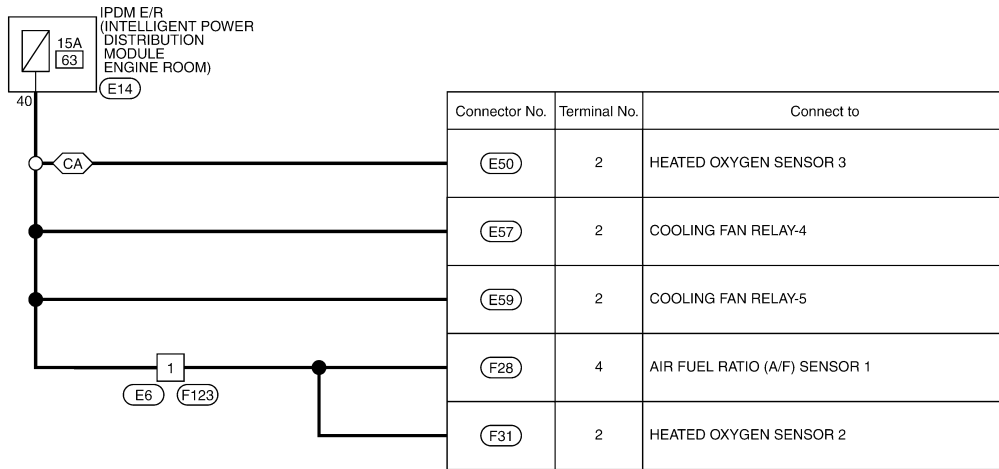 IPDM E/R
(INTELLIGENT POWER
DISTRIBUTION
MODULE
ENGINE ROOM)
15A
63
E14
40
Connector No. Terminal No. Connect to
CA E50 2 HEATED OXYGEN SENSOR 3
E57 2 COOLING FAN RELAY-4
E59 2 COOLING FAN RELAY-5
1 F28 4 AIR FUEL RATIO (A/F) SENSOR 1
E6 F123
F31 2 HEATED OXYGEN SENSOR 2